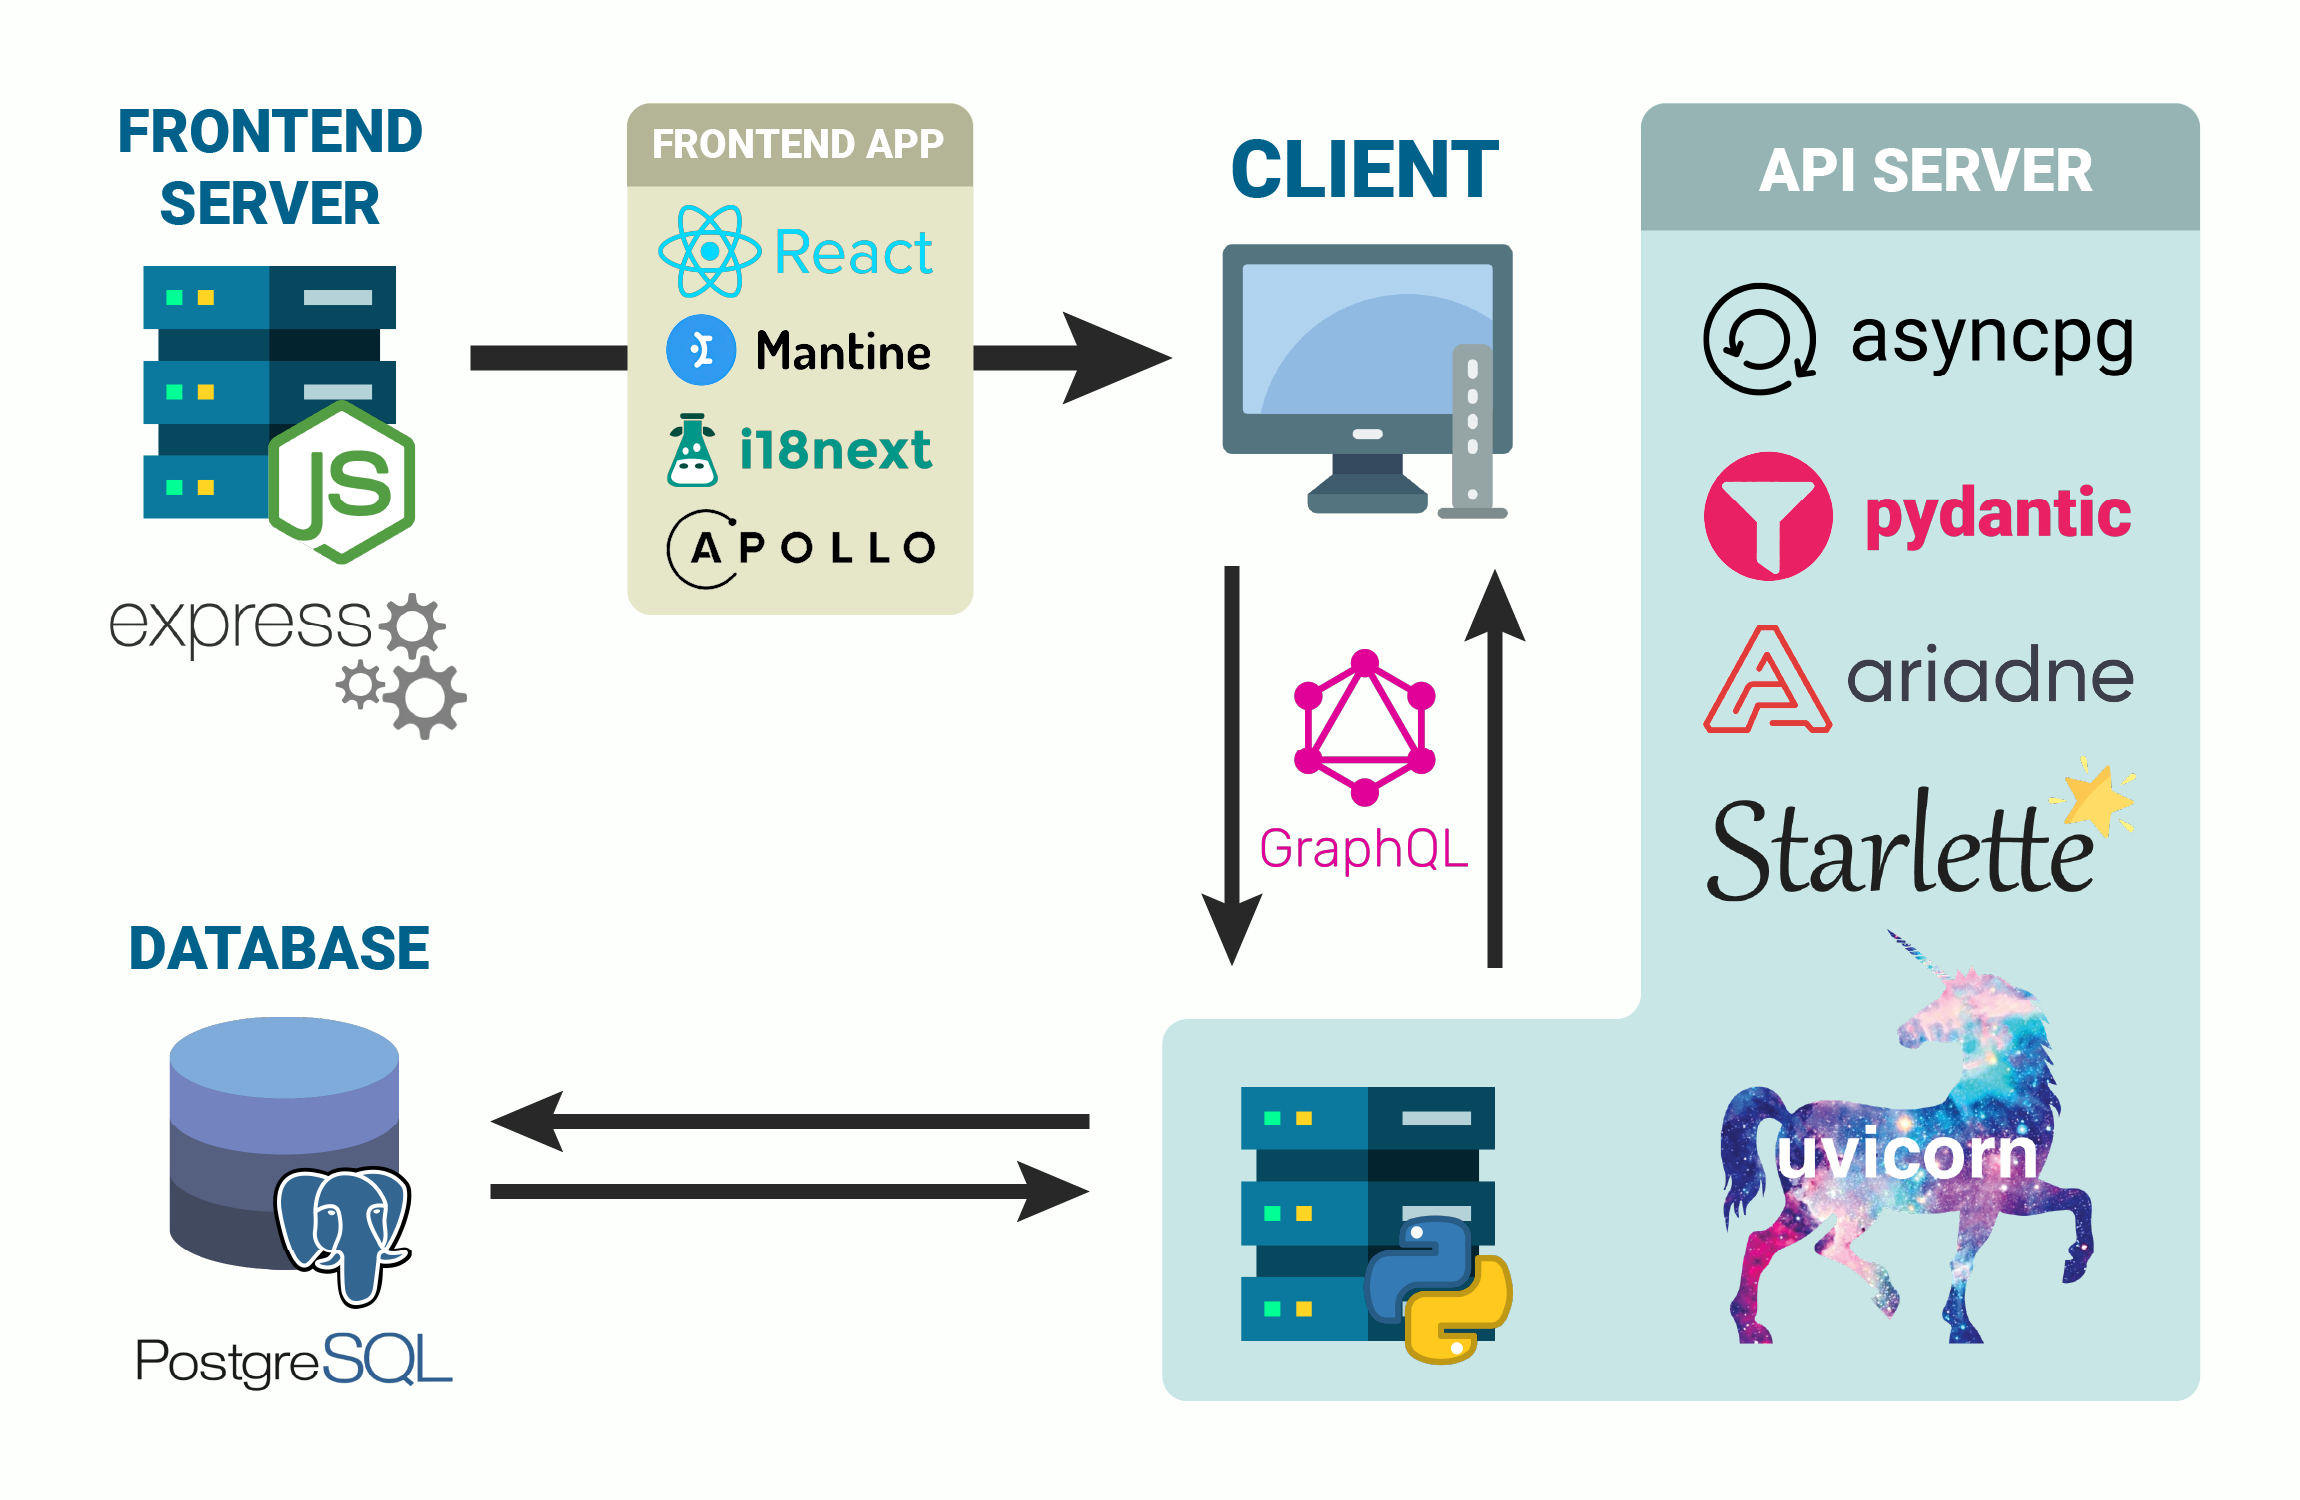 FRONTEND
SERVER
JS
express
FRONTEND APP
React
Mantine
i18next
APOLLO
CLIENT
GraphQL
API SERVER
asyncpg
pydantic
ariadne
Starlette
uvicorn
DATABASE
PostgreSQL